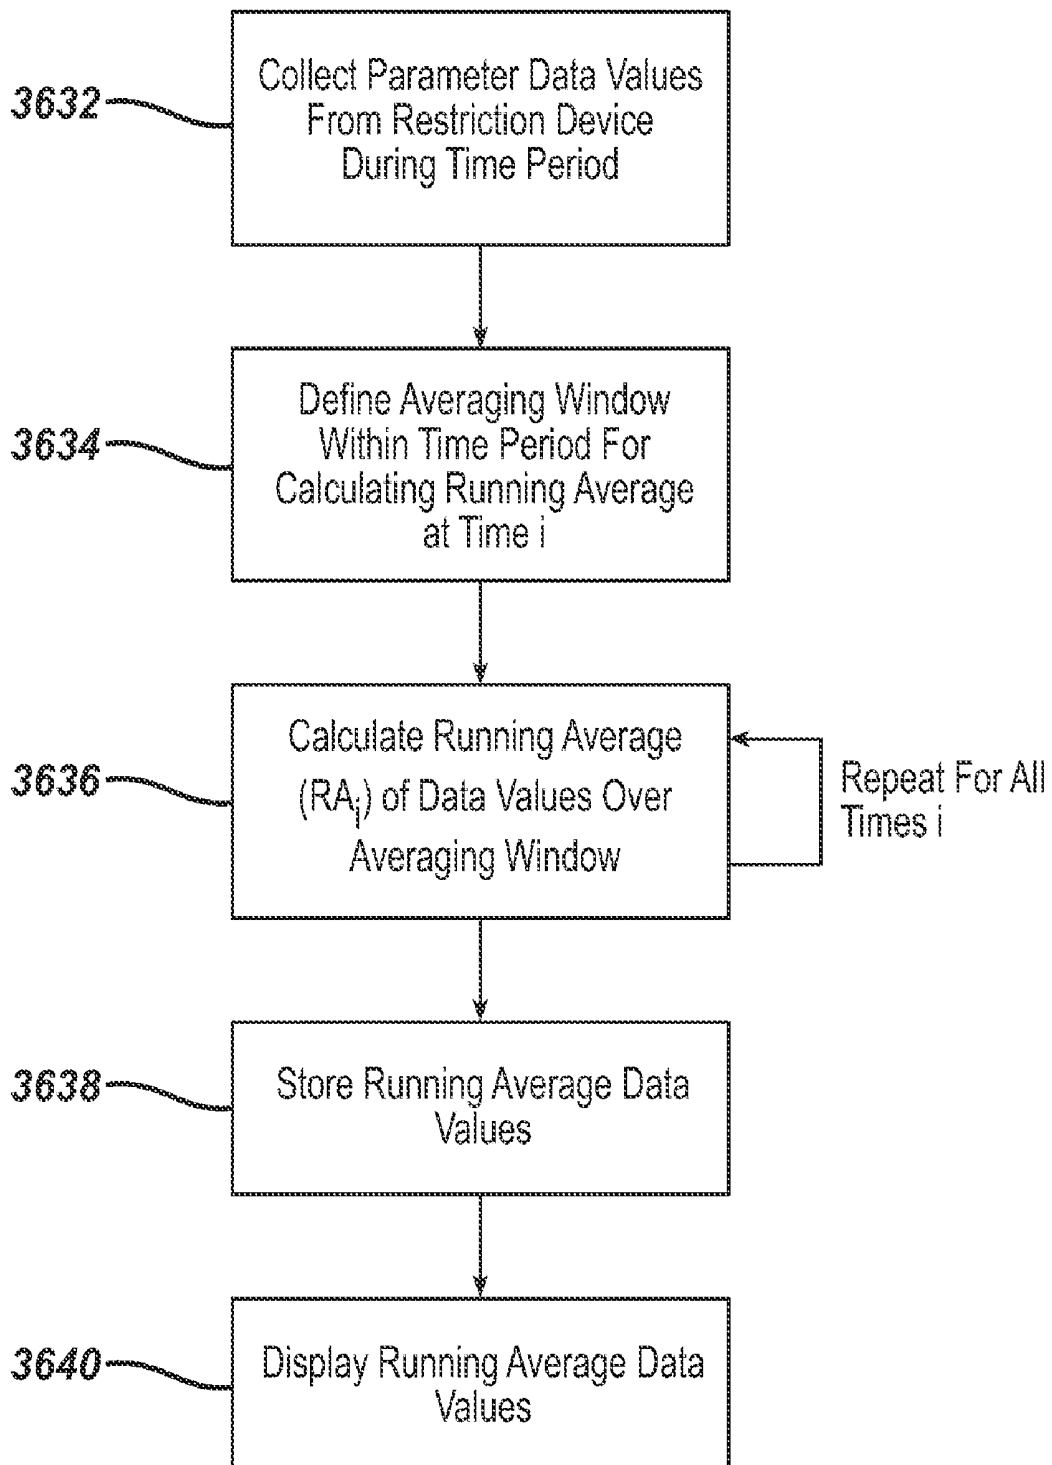 3632
Collect Parameter Data Values
From Restriction Device
During Time Period
3634
Define Averaging Window
Within Time Period For
Calculating Running Average
at Time i
3636
Calculate Running Average
(RAi) of Data Values Over
Averaging Window
Repeat For All
Times i
3638
Store Running Average Data
Values
3640
Display Running Average Data
Values